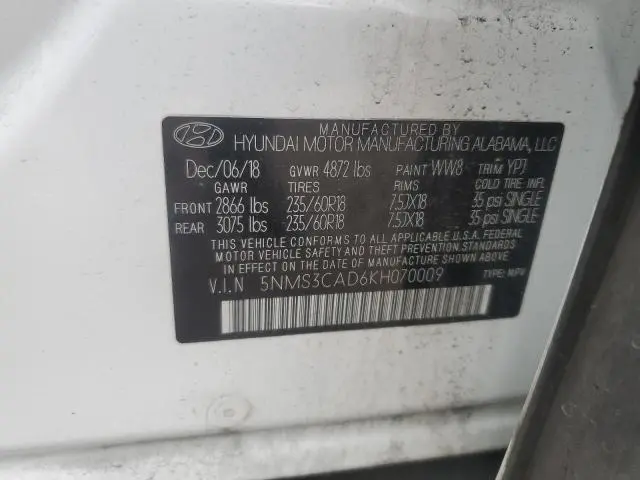 MANUFACTURED BY
HYUNDAI MOTOR MANUFACTURING ALABAMA, LLC
Dec/06/18 GVWR 4872 lbs PAINT WW8 TRIM YPJ
GAWR TIRES RIMS COLD TIRE INFL
FRONT 2866 lbs 235/60R18 7.5JX18 35 psi SINGLE
REAR 3075 lbs 235/60R18 7.5JX18 35 psi SINGLE
THIS VEHICLE CONFORMS TO ALL APPLICABLE U.S.A. FEDERAL
MOTOR VEHICLE SAFETY, BUMPER, AND THEFT PREVENTION STANDARDS
IN EFFECT ON THE DATE OF MANUFACTURE SHOWN ABOVE.
V.I.N 5NMS3CAD6KH070009 TYPE: MPV